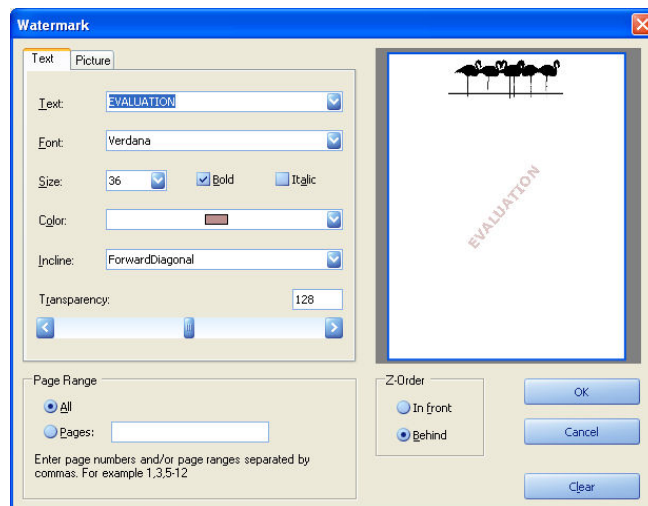 Watermark
Text Picture
Text: EVALUATION
Font: Verdana
Size: 36 Bold Italic
Color:
Incline: ForwardDiagonal
Transparency: 128
EVALUATION
Page Range
All
Pages:
Enter page numbers and/or page ranges separated by
commas. For example 1,3,5-12
Z-Order
In front
Behind
OK
Cancel
Clear